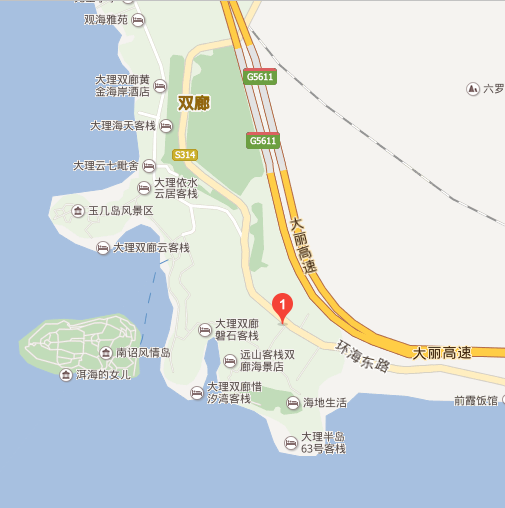 观海雅苑
大理双廊黄
金海岸酒店
G5611
六罗
双廊
大理海天客栈
G5611
S314
大理云七毗舍
大理依水
云居客栈
玉几岛风景区
大丽高速
大理双廊云客栈
1
大理双廊
磐石客栈
环海东路
大丽高速
南诏风情岛
远山客栈双
廊海景店
洱海的女儿
大理双廊惜
汐湾客栈
海地生活
前霞饭馆
大理半岛
63号客栈